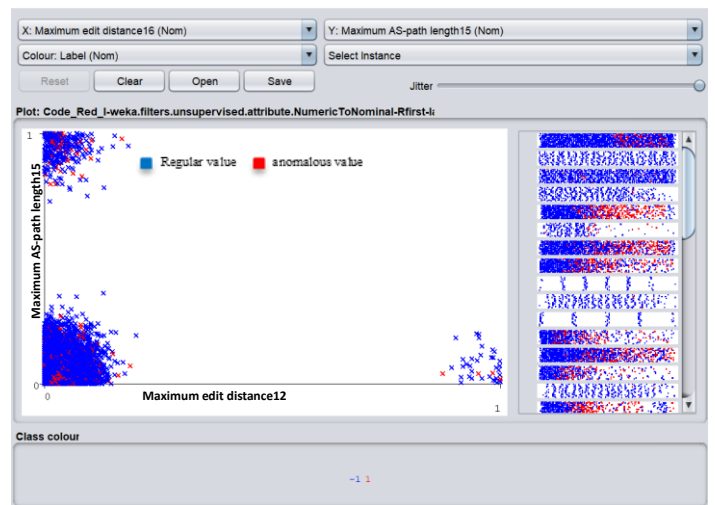 X: Maximum edit distance16 (Nom)
Y: Maximum AS-path length15 (Nom)
Colour: Label (Nom)
Select Instance
Reset
Clear
Open
Save
Jitter
Plot: Code_Red_I-weka.filters.unsupervised.attribute.NumericToNominal-Rfirst-la
1
Regular value
anomalous value
Maximum AS-path length15
0
0
Maximum edit distance12
1
Class colour
-1 1